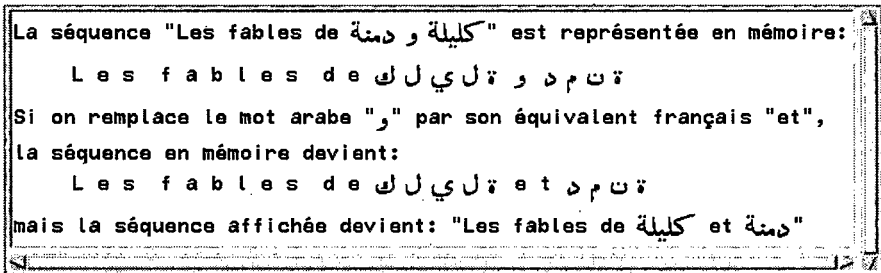 La séquence "Les fables de كليلة و دمنة" est représentée en mémoire:
L e s f a b l e s d e ك ل ي ل ة و د م ن ة
Si on remplace le mot arabe "و" par son équivalent français "et",
la séquence en mémoire devient:
L e s f a b l e s d e ك ل ي ل ة e t د م ن ة
mais la séquence affichée devient: "Les fables de كليلة et دمنة"